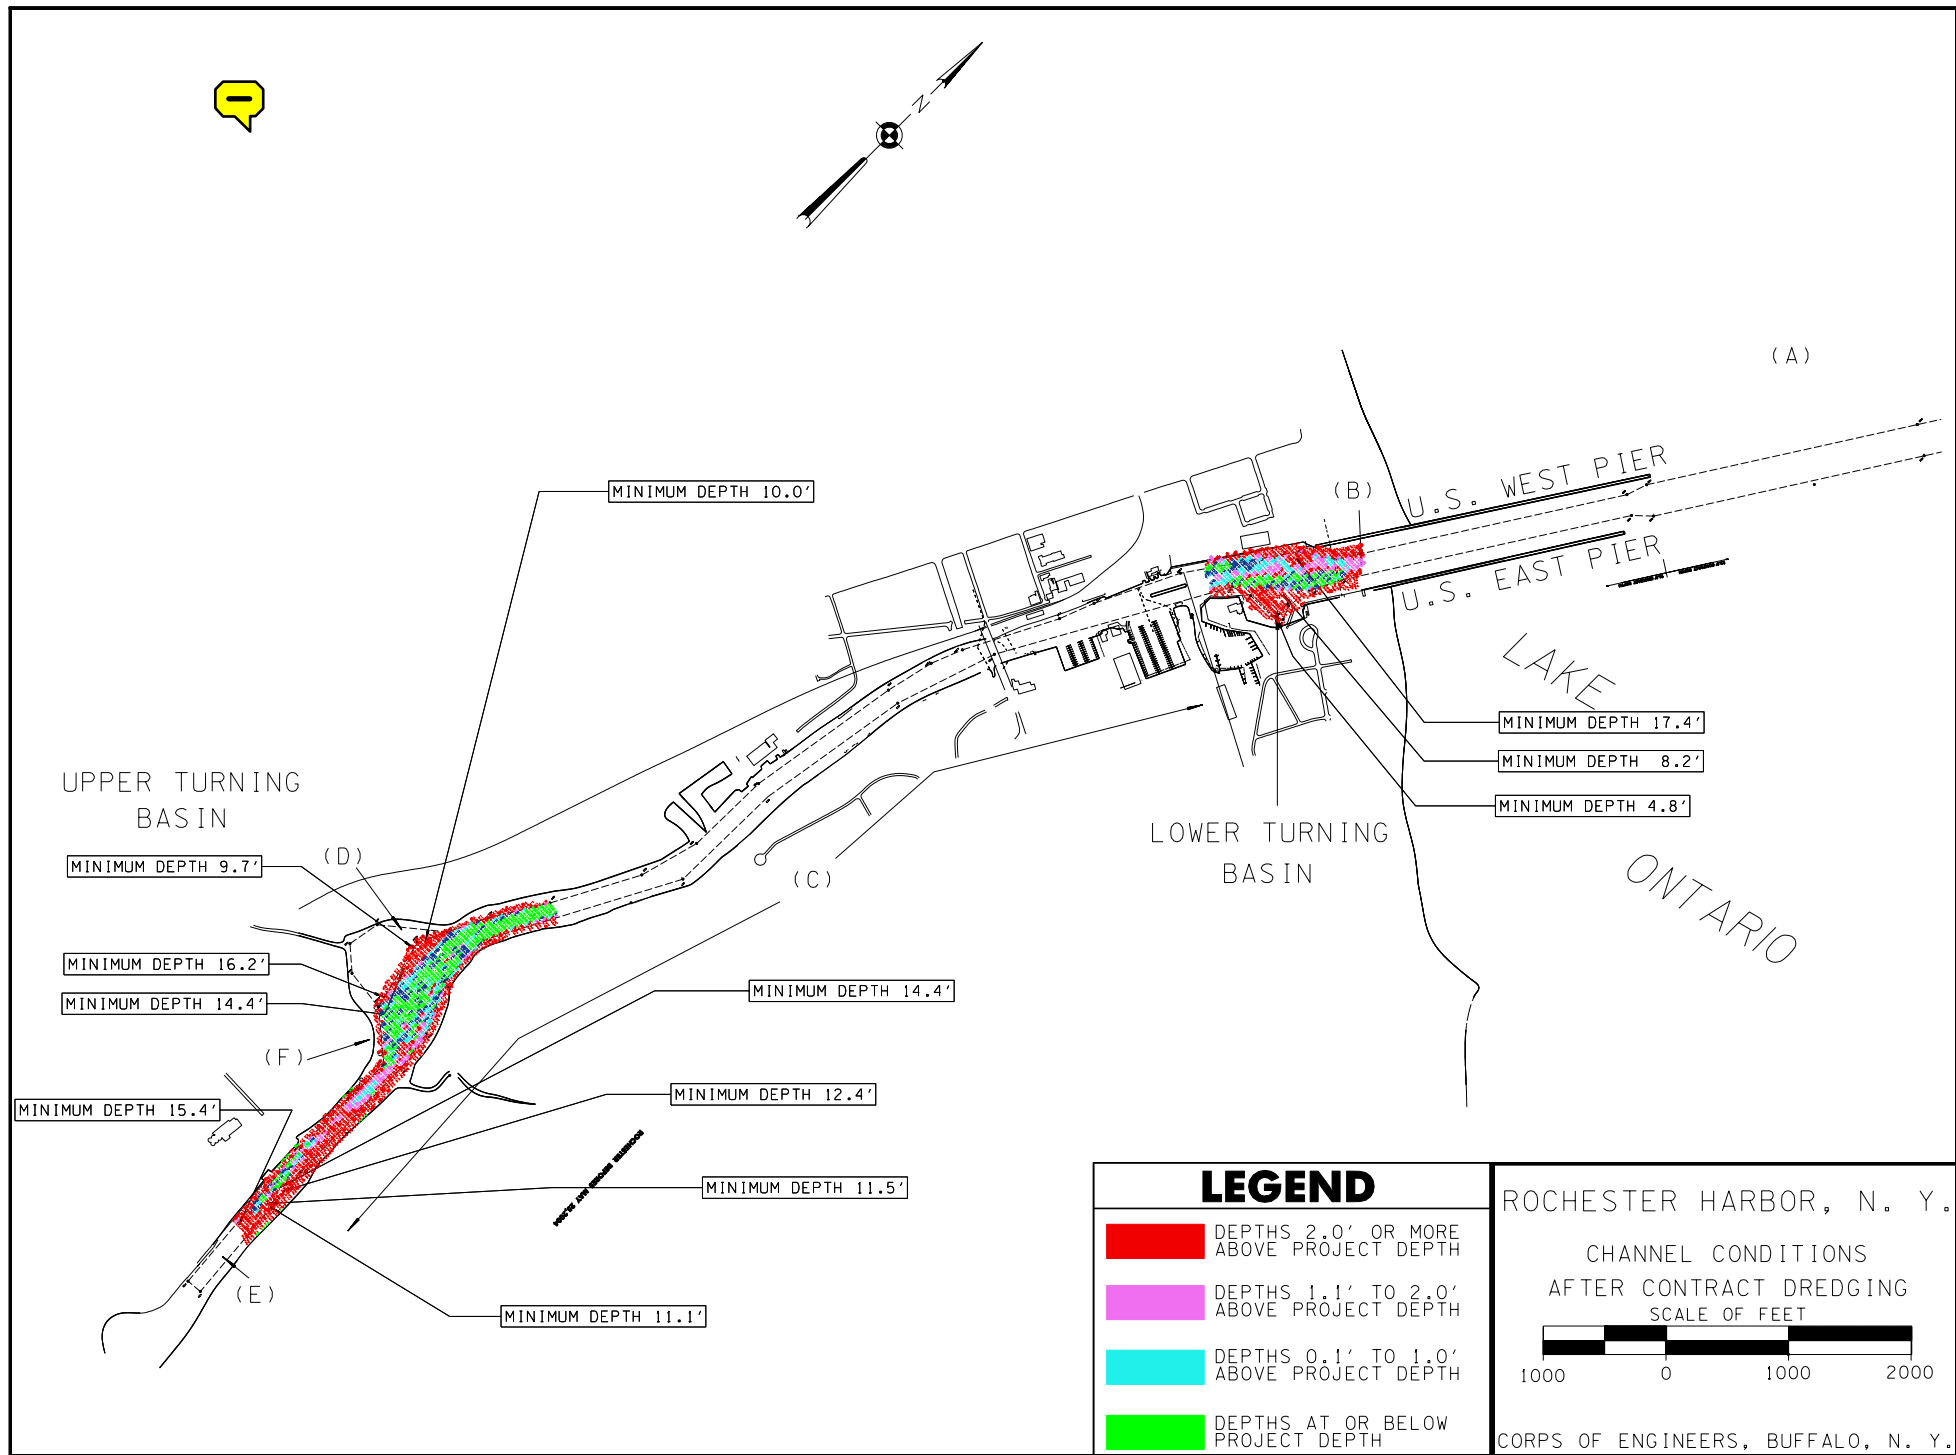 N
(A)
U.S. WEST PIER
(B)
MINIMUM DEPTH 10.0'
U.S. EAST PIER
LAKE
ONTARIO
MINIMUM DEPTH 17.4'
MINIMUM DEPTH 8.2'
MINIMUM DEPTH 4.8'
UPPER TURNING
BASIN
LOWER TURNING
BASIN
MINIMUM DEPTH 9.7'
(D)
(C)
MINIMUM DEPTH 16.2'
MINIMUM DEPTH 14.4'
MINIMUM DEPTH 14.4'
(F)
MINIMUM DEPTH 15.4'
MINIMUM DEPTH 12.4'
MINIMUM DEPTH 11.5'
(E)
MINIMUM DEPTH 11.1'
LEGEND
DEPTHS 2.0' OR MORE
ABOVE PROJECT DEPTH
DEPTHS 1.1' TO 2.0'
ABOVE PROJECT DEPTH
DEPTHS 0.1' TO 1.0'
ABOVE PROJECT DEPTH
DEPTHS AT OR BELOW
PROJECT DEPTH
ROCHESTER HARBOR, N. Y.
CHANNEL CONDITIONS
AFTER CONTRACT DREDGING
SCALE OF FEET
1000 0 1000 2000
CORPS OF ENGINEERS, BUFFALO, N. Y.